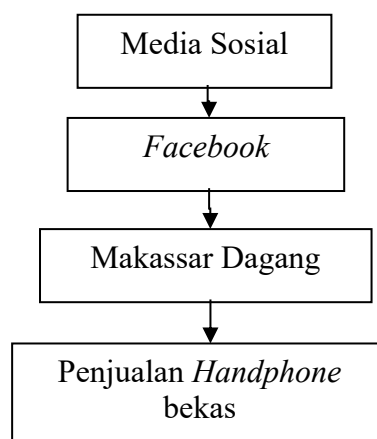 Media Sosial
Facebook
Makassar Dagang
Penjualan Handphone
bekas